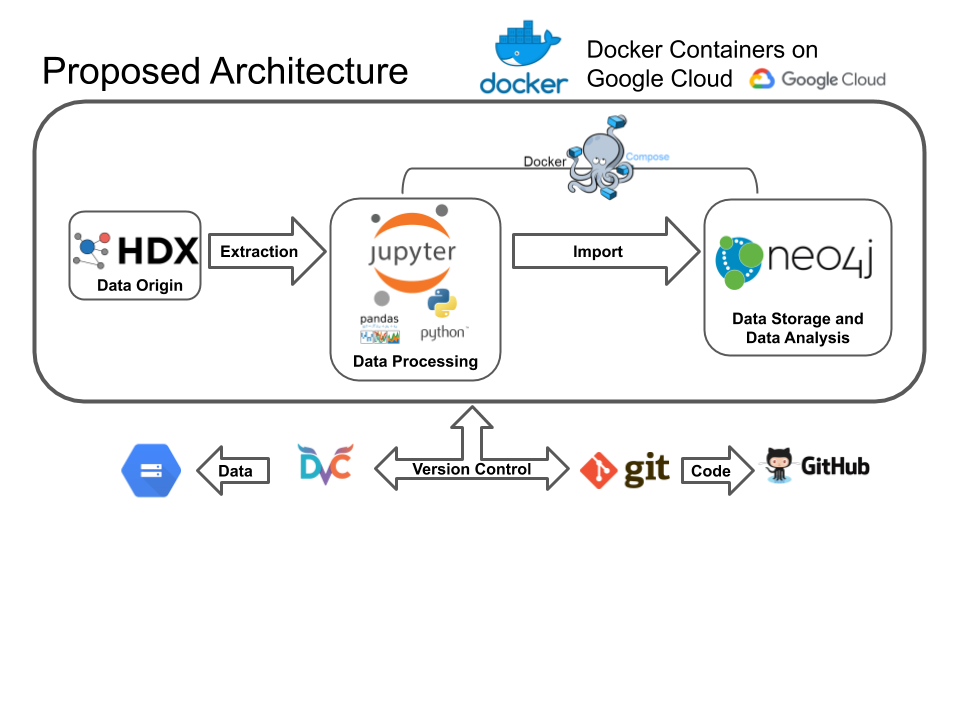 Proposed Architecture
docker
Docker Containers on
Google Cloud
Google Cloud
Docker
Compose
HDX
Data Origin
Extraction
jupyter
pandas
python
Data Processing
Import
neo4j
Data Storage and
Data Analysis
Data
DVC
Version Control
git
Code
GitHub